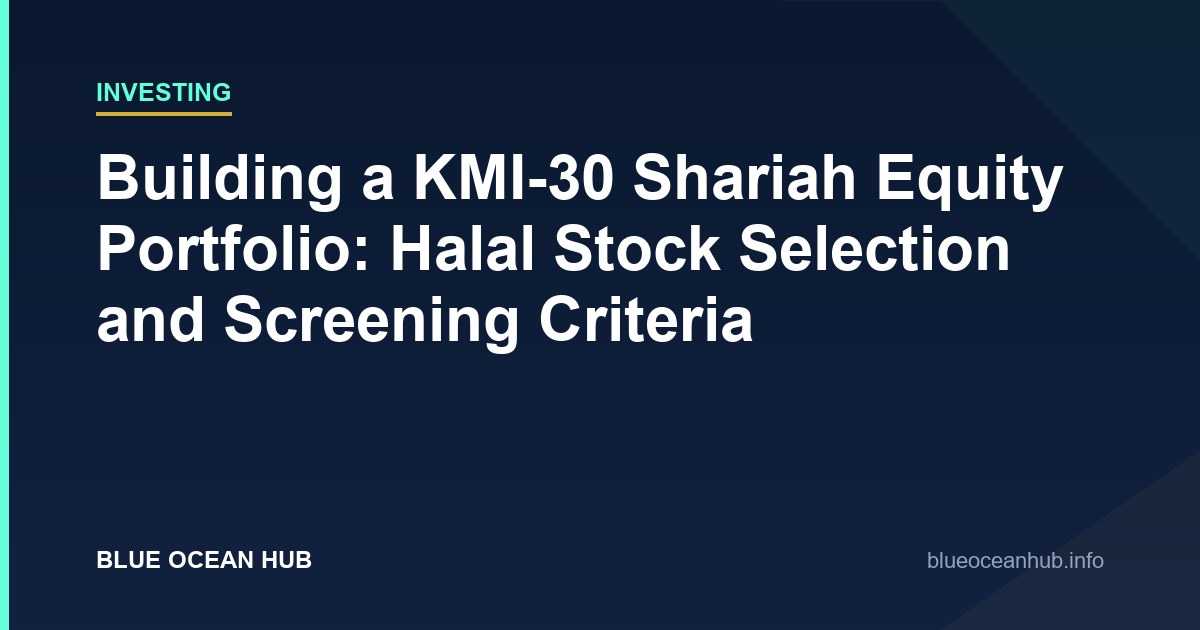 INVESTING
Building a KMI-30 Shariah Equity
Portfolio: Halal Stock Selection
and Screening Criteria
BLUE OCEAN HUB
blueoceanhub.info